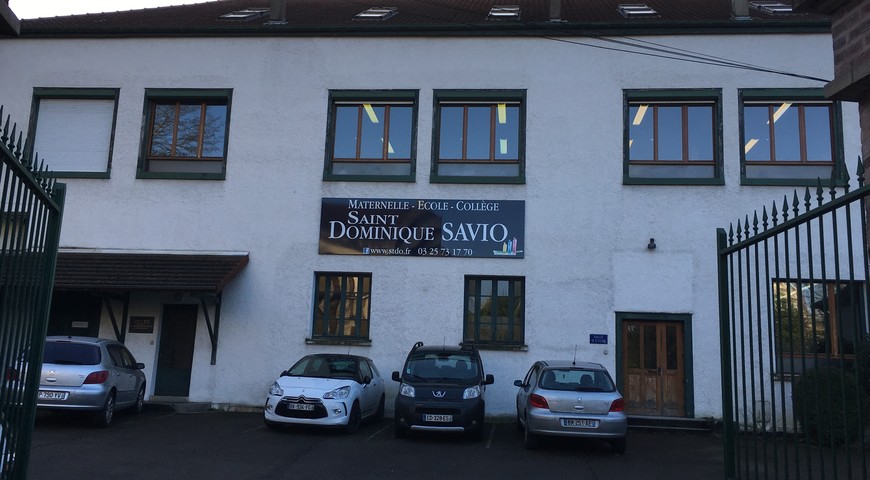 MATERNELLE - ECOLE - COLLÈGE
SAINT
DOMINIQUE SAVIO
www.stdo.fr 03 25 73 17 70